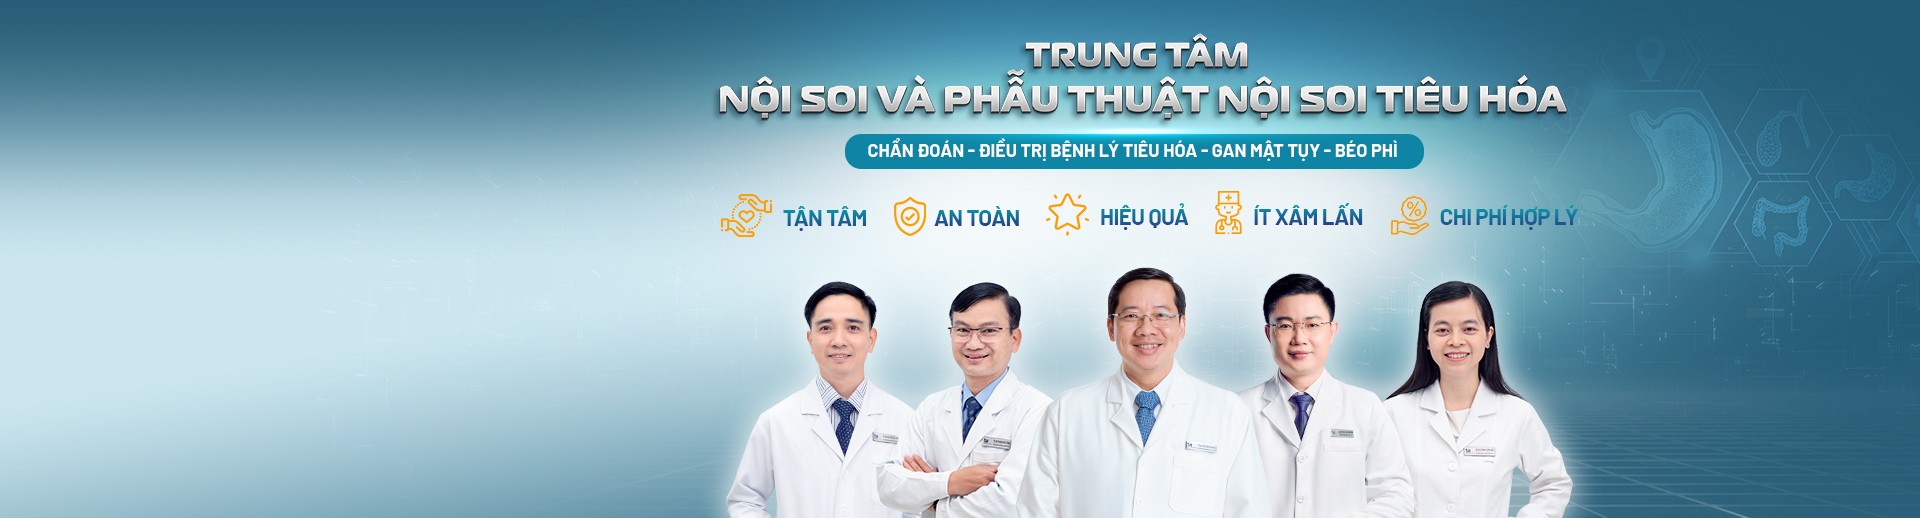 TRUNG TÂM
NỘI SOI VÀ PHẪU THUẬT NỘI SOI TIÊU HÓA
CHẨN ĐOÁN - ĐIỀU TRỊ BỆNH LÝ TIÊU HÓA - GAN MẬT TỤY - BÉO PHÌ
TẬN TÂM AN TOÀN HIỆU QUẢ ÍT XÂM LẤN CHI PHÍ HỢP LÝ